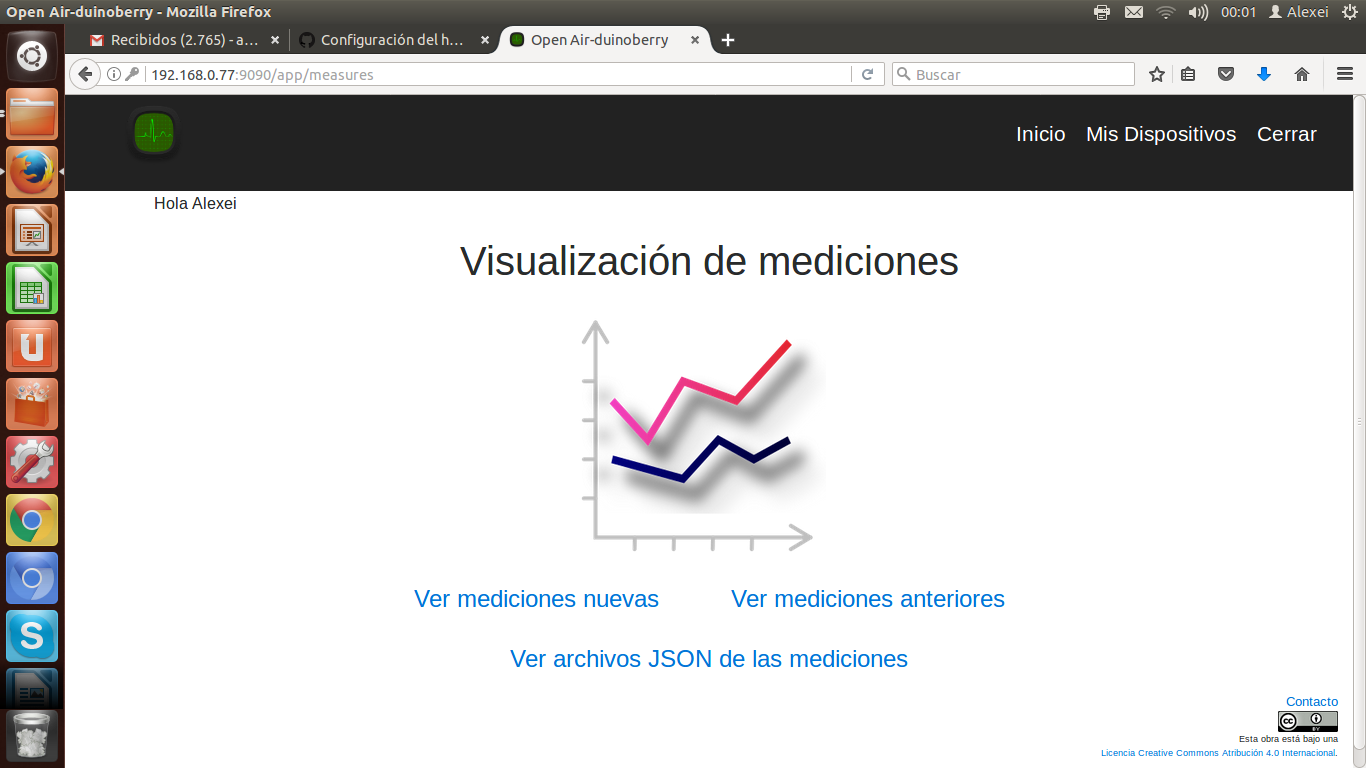 Open Air-duinoberry - Mozilla Firefox
00:01 Alexei
Recibidos (2.765) - a... × Configuración del h... × Open Air-duinoberry × +
192.168.0.77:9090/app/measures
Buscar
Inicio Mis Dispositivos Cerrar
Hola Alexei
Visualización de mediciones
Ver mediciones nuevas Ver mediciones anteriores
Ver archivos JSON de las mediciones
Contacto
cc BY
Esta obra está bajo una
Licencia Creative Commons Atribución 4.0 Internacional.